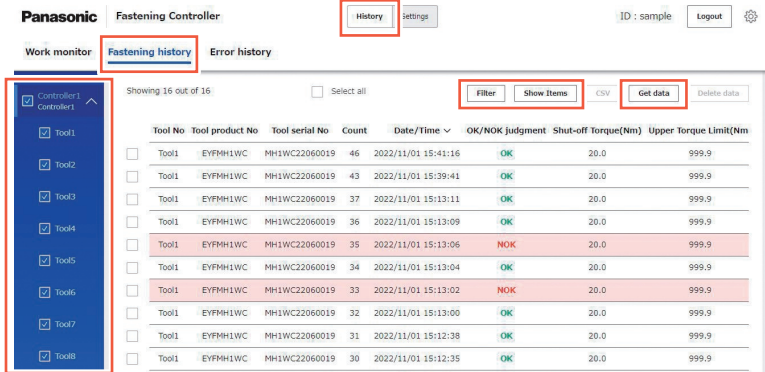 Panasonic Fastening Controller History Settings ID : sample Logout
Work monitor Fastening history Error history
Controller1
Controller1
Tool1
Tool2
Tool3
Tool4
Tool5
Tool6
Tool7
Tool8
Showing 16 out of 16 Select all Filter Show Items CSV Get data Delete data
Tool No Tool product No Tool serial No Count Date/Time OK/NOK judgment Shut-off Torque(Nm) Upper Torque Limit(Nm
Tool1 EYFMH1WC MH1WC22060019 46 2022/11/01 15:41:16 OK 20.0 999.9
Tool1 EYFMH1WC MH1WC22060019 43 2022/11/01 15:39:41 OK 20.0 999.9
Tool1 EYFMH1WC MH1WC22060019 37 2022/11/01 15:13:11 OK 20.0 999.9
Tool1 EYFMH1WC MH1WC22060019 36 2022/11/01 15:13:09 OK 20.0 999.9
Tool1 EYFMH1WC MH1WC22060019 35 2022/11/01 15:13:06 NOK 20.0 999.9
Tool1 EYFMH1WC MH1WC22060019 34 2022/11/01 15:13:04 OK 20.0 999.9
Tool1 EYFMH1WC MH1WC22060019 33 2022/11/01 15:13:02 NOK 20.0 999.9
Tool1 EYFMH1WC MH1WC22060019 32 2022/11/01 15:13:00 OK 20.0 999.9
Tool1 EYFMH1WC MH1WC22060019 31 2022/11/01 15:12:38 OK 20.0 999.9
Tool1 EYFMH1WC MH1WC22060019 30 2022/11/01 15:12:35 OK 20.0 999.9